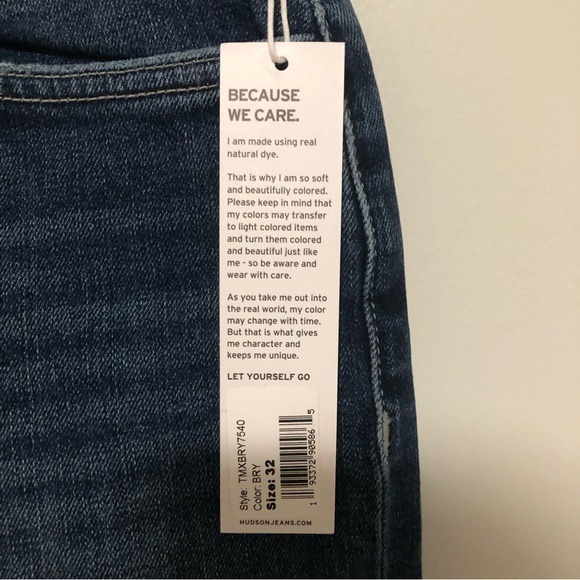 BECAUSE
WE CARE.
I am made using real
natural dye.
That is why I am so soft
and beautifully colored.
Please keep in mind that
my colors may transfer
to light colored items
and turn them colored
and beautiful just like
me - so be aware and
wear with care.
As you take me out into
the real world, my color
may change with time.
But that is what gives
me character and
keeps me unique.
LET YOURSELF GO
Style: TMXBRY7540
Color: BRY
Size: 32
1 93372 90586 5
HUDSONJEANS.COM